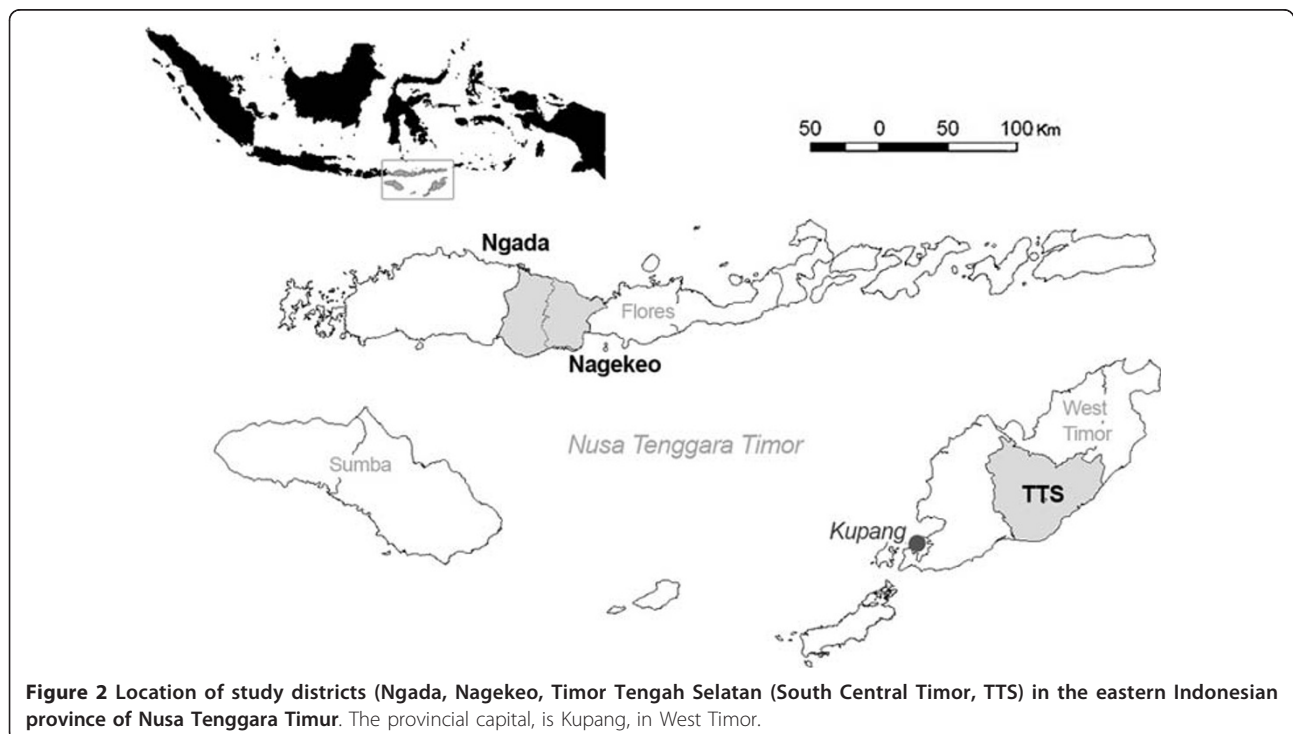 50 0 50 100 Km
Ngada
Flores
Nagekeo
West
Timor
Nusa Tenggara Timor
Sumba
TTS
Kupang
Figure 2 Location of study districts (Ngada, Nagekeo, Timor Tengah Selatan (South Central Timor, TTS) in the eastern Indonesian
province of Nusa Tenggara Timur. The provincial capital, is Kupang, in West Timor.